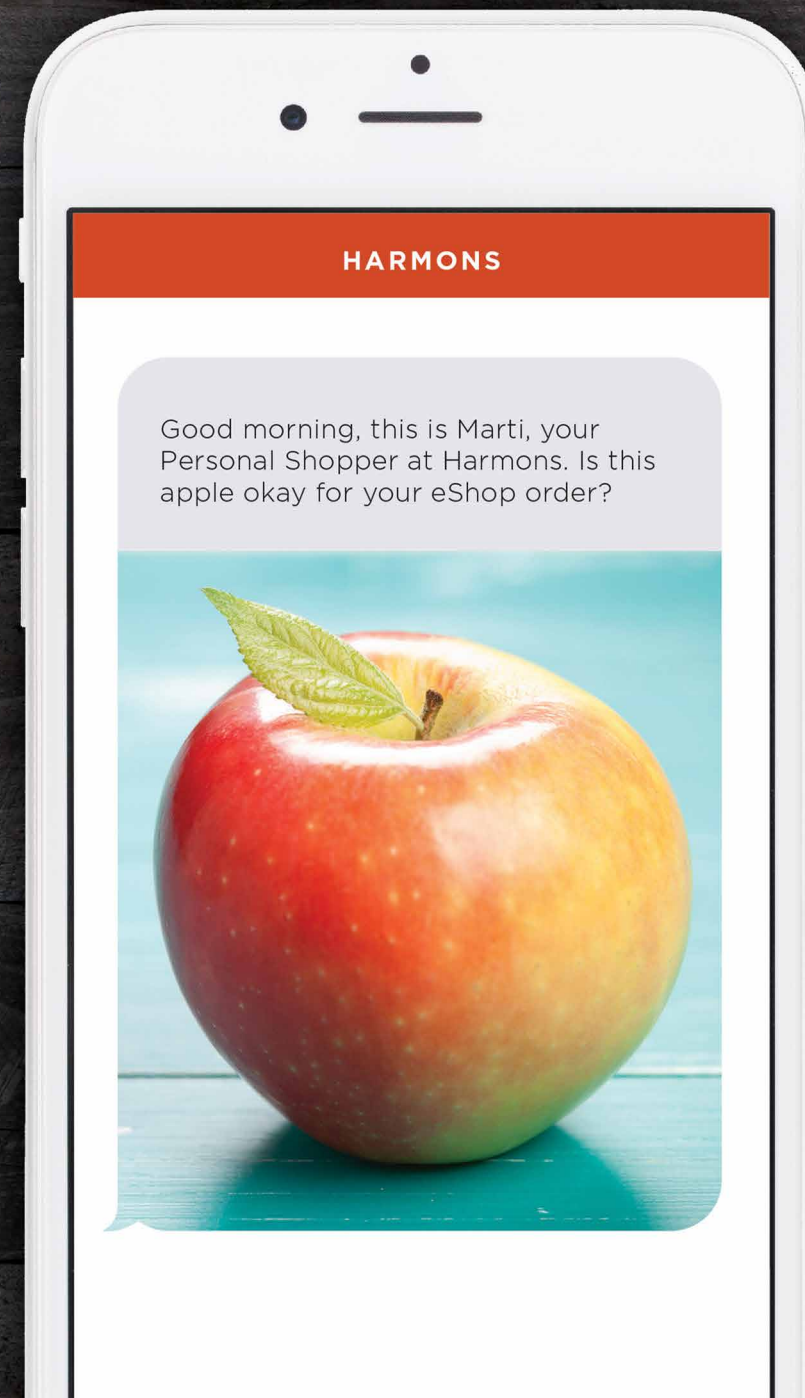 HARMONS
Good morning, this is Marti, your
Personal Shopper at Harmons. Is this
apple okay for your eShop order?